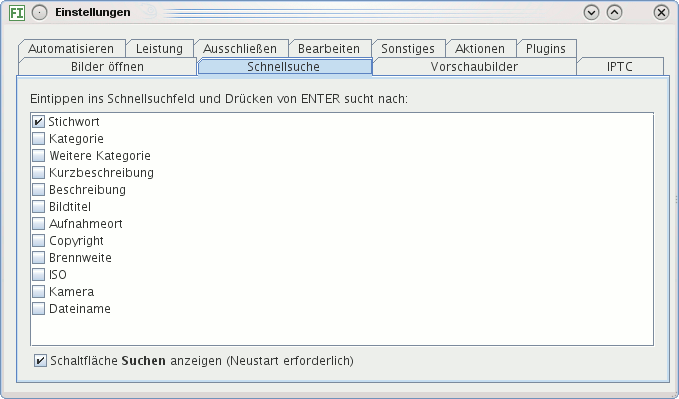 FI Einstellungen
Automatisieren Leistung Ausschließen Bearbeiten Sonstiges Aktionen Plugins
Bilder öffnen Schnellsuche Vorschaubilder IPTC
Eintippen ins Schnellsuchfeld und Drücken von ENTER sucht nach:
Stichwort
Kategorie
Weitere Kategorie
Kurzbeschreibung
Beschreibung
Bildtitel
Aufnahmeort
Copyright
Brennweite
ISO
Kamera
Dateiname
Schaltfläche Suchen anzeigen (Neustart erforderlich)